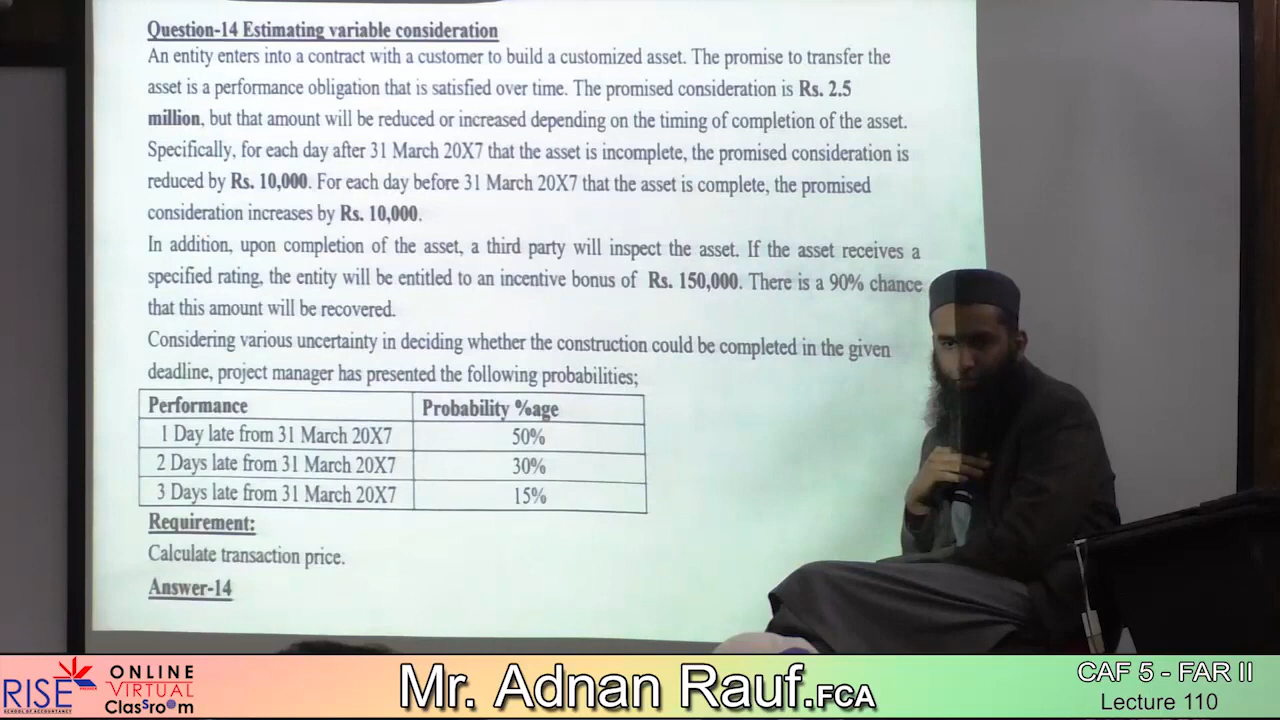 Question-14 Estimating variable consideration
An entity enters into a contract with a customer to build a customized asset. The promise to transfer the
asset is a performance obligation that is satisfied over time. The promised consideration is Rs. 2.5
million, but that amount will be reduced or increased depending on the timing of completion of the asset.
Specifically, for each day after 31 March 20X7 that the asset is incomplete, the promised consideration is
reduced by Rs. 10,000. For each day before 31 March 20X7 that the asset is complete, the promised
consideration increases by Rs. 10,000.
In addition, upon completion of the asset, a third party will inspect the asset. If the asset receives a
specified rating, the entity will be entitled to an incentive bonus of Rs. 150,000. There is a 90% chance
that this amount will be recovered.
Considering various uncertainty in deciding whether the construction could be completed in the given
deadline, project manager has presented the following probabilities;
Performance Probability %age
1 Day late from 31 March 20X7 50%
2 Days late from 31 March 20X7 30%
3 Days late from 31 March 20X7 15%
Requirement:
Calculate transaction price.
Answer-14
RISE
ONLINE
VIRTUAL
ClassroOm
Mr. Adnan Rauf.FCA
CAF 5 - FAR II
Lecture 110